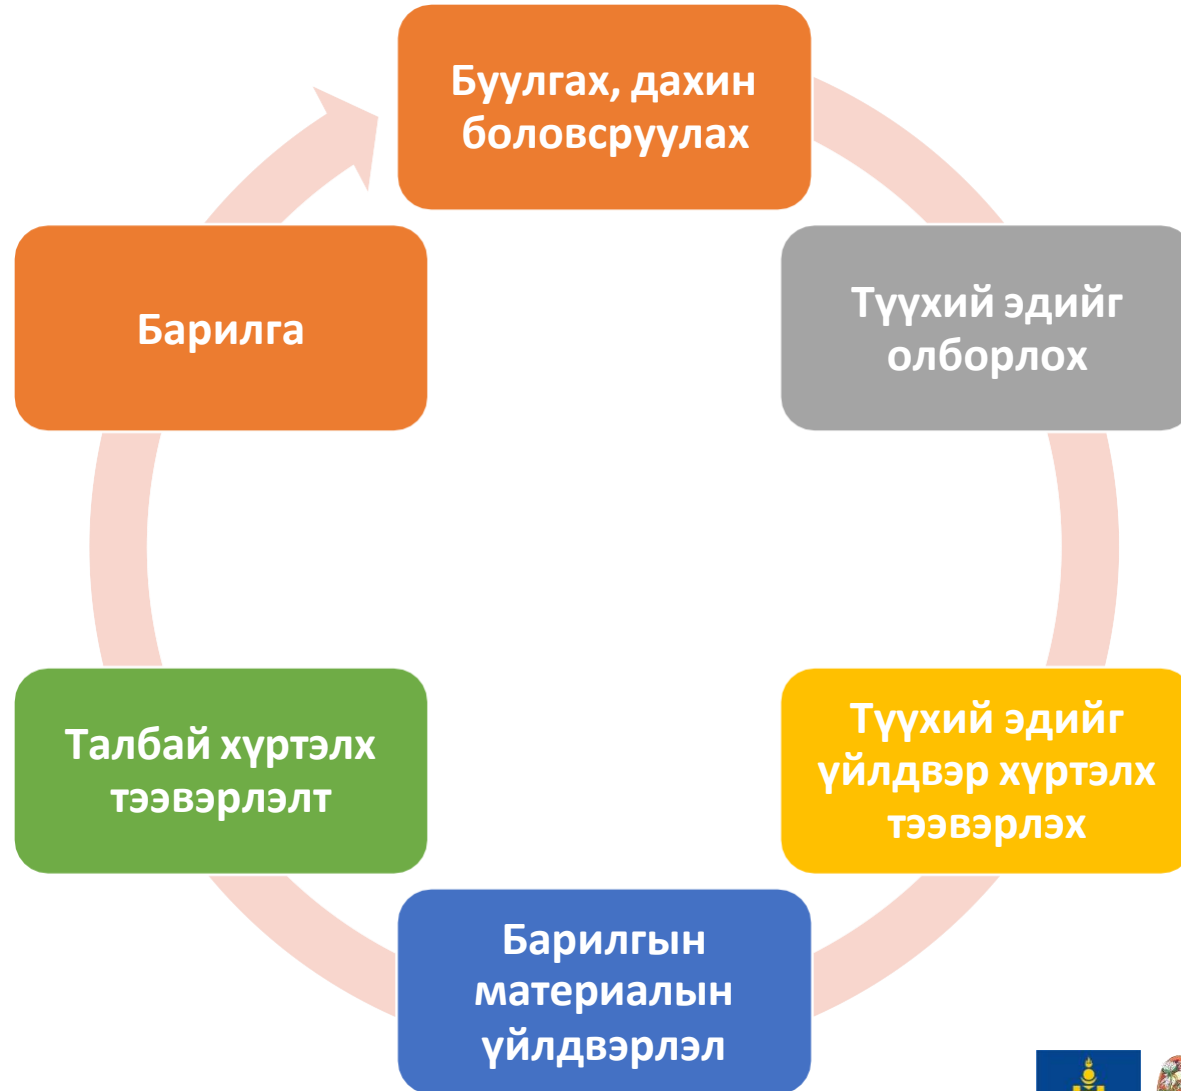 Буулгах, дахин
боловсруулах
Түүхий эдийг
олборлох
Түүхий эдийг
үйлдвэр хүртэлх
тээвэрлэх
Барилгын
материалын
үйлдвэрлэл
Талбай хүртэлх
тээвэрлэлт
Барилга